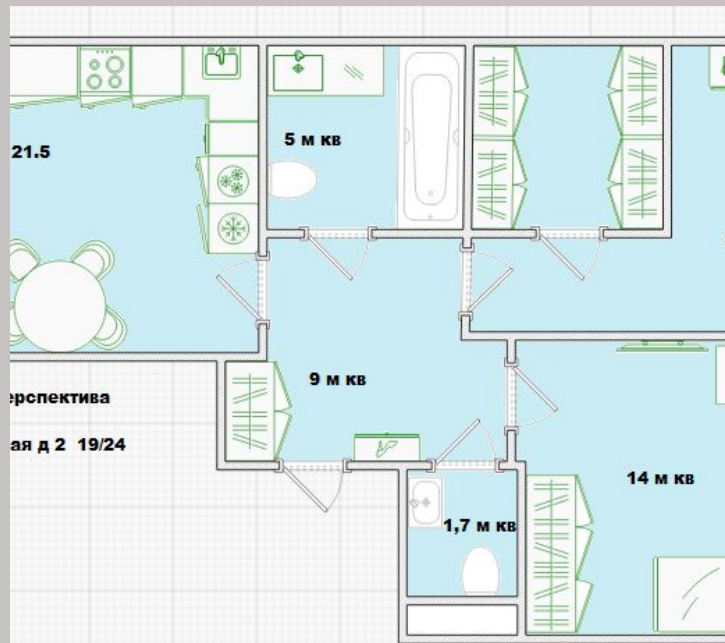 5 м кв
21.5
9 м кв
ерспектива
ая д 2 19/24
14 м кв
1,7 м кв